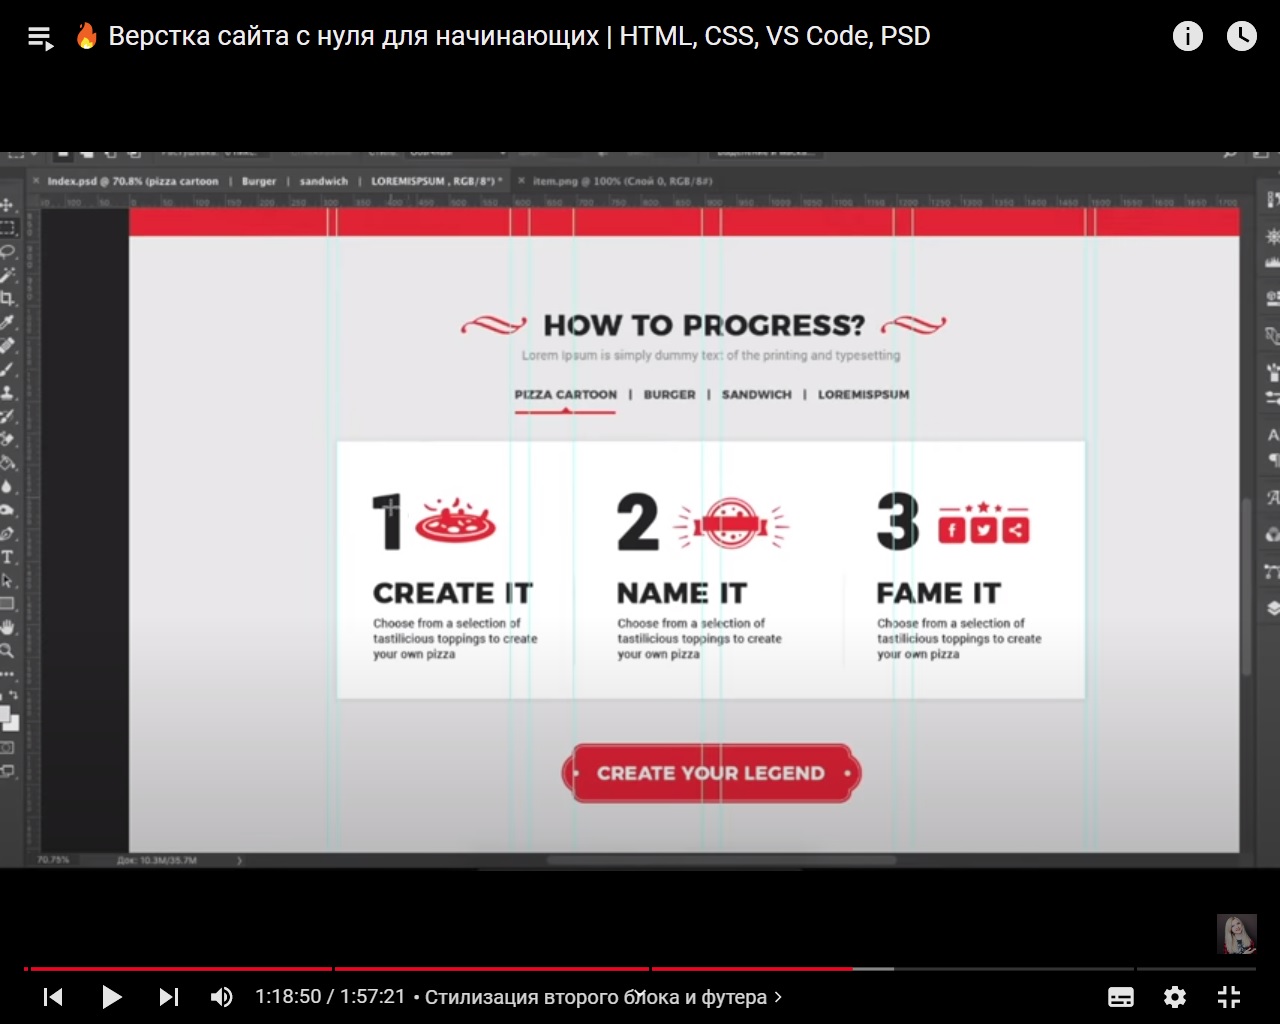 🔥 Верстка сайта с нуля для начинающих | HTML, CSS, VS Code, PSD
Index.psd @ 70.8% (pizza cartoon | Burger | sandwich | LOREMISPSUM , RGB/8*) *
item.png @ 100% (Слой 0, RGB/8#)
HOW TO PROGRESS?
Lorem Ipsum is simply dummy text of the printing and typesetting
PIZZA CARTOON | BURGER | SANDWICH | LOREMISPSUM
1 2 3
CREATE IT NAME IT FAME IT
Choose from a selection of Choose from a selection of Choose from a selection of
tastilicious toppings to create tastilicious toppings to create tastilicious toppings to create
your own pizza your own pizza your own pizza
CREATE YOUR LEGEND
70.75% Док: 10.3M/35.7M
1:18:50 / 1:57:21 • Стилизация второго блока и футера